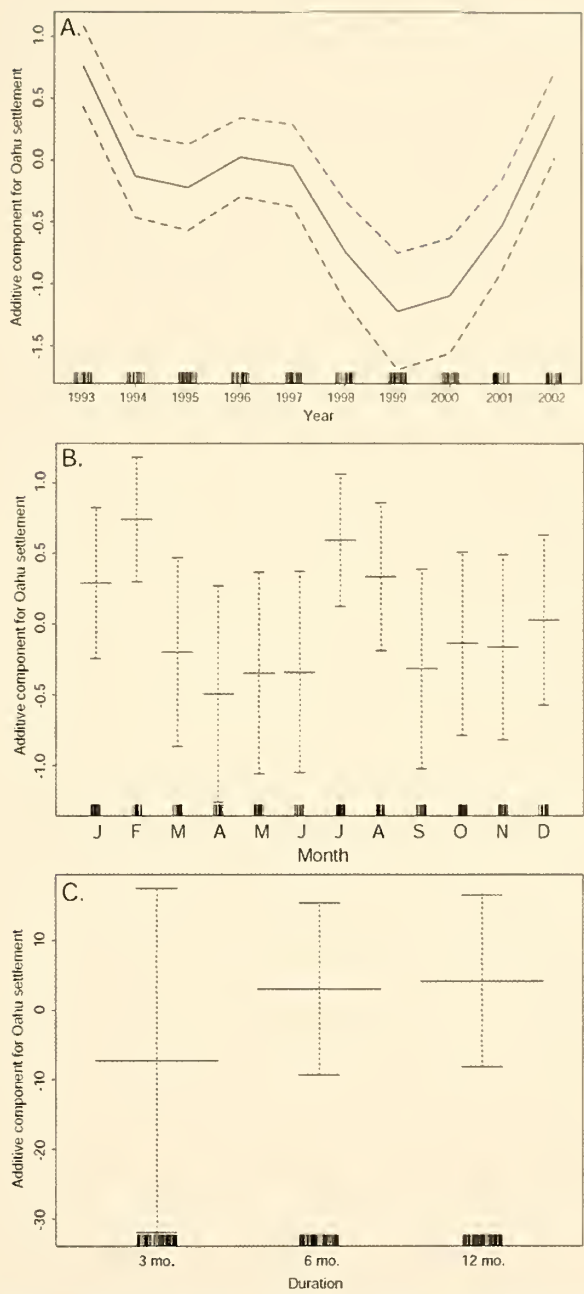 A.
Additive component for Oahu settlement
1.0
0.5
0.0
-0.5
-1.0
-1.5
1993 1994 1995 1996 1997 1998 1999 2000 2001 2002
Year
B.
Additive component for Oahu settlement
1.0
0.5
0.0
-0.5
-1.0
J F M A M J J A S O N D
Month
C.
Additive component for Oahu settlement
10
0
-10
-20
-30
3 mo. 6 mo. 12 mo.
Duration